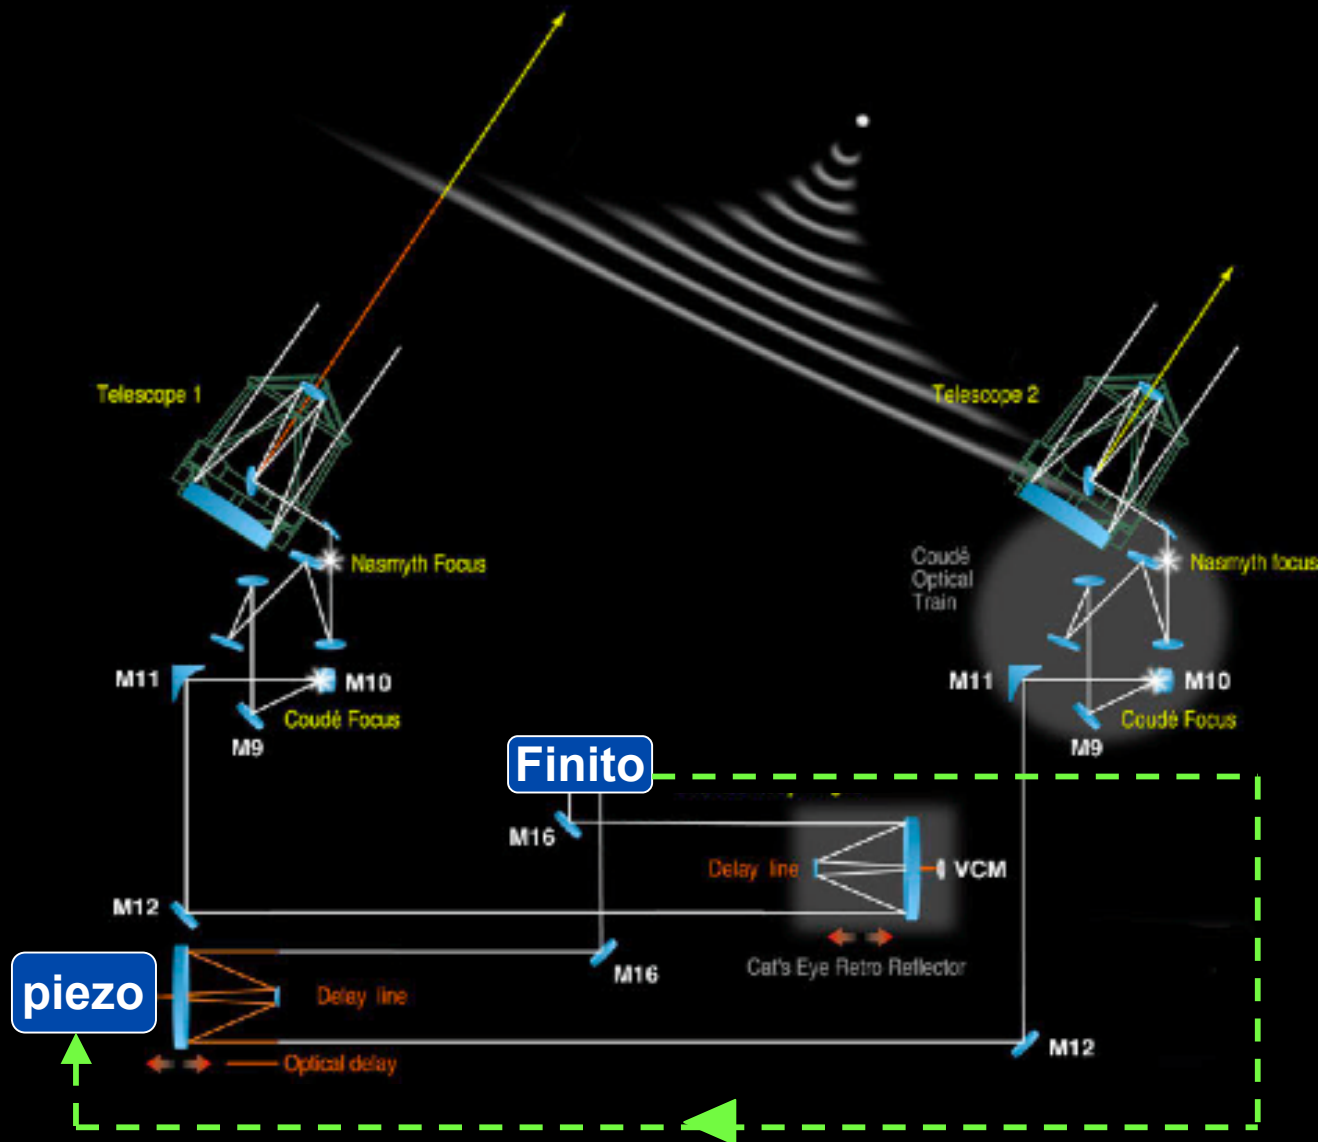 Telescope 1
Telescope 2
Nasmyth Focus
Coudé
Optical
Train
Nasmyth focus
M11
M10
Coudé Focus
M9
M11
M10
Coudé Focus
M9
Finito
M16
Delay line
VCM
M12
Cat's Eye Retro Reflector
M16
piezo
Delay line
M12
Optical delay